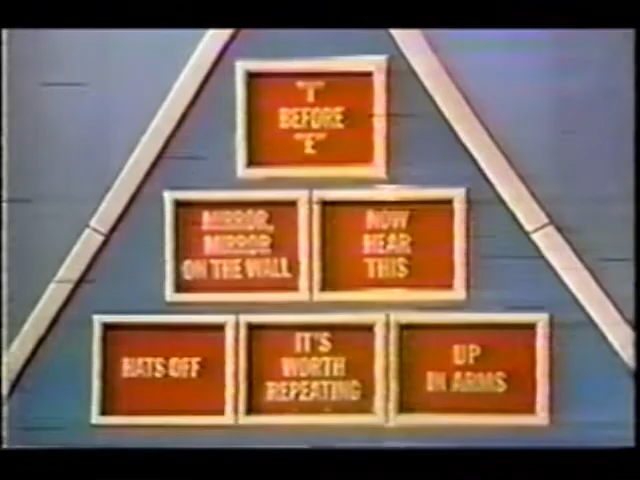 "I"
BEFORE
"E"
MIRROR,
MIRROR
ON THE WALL
NOW
HEAR
THIS
HATS OFF
IT'S
WORTH
REPEATING
UP
IN ARMS